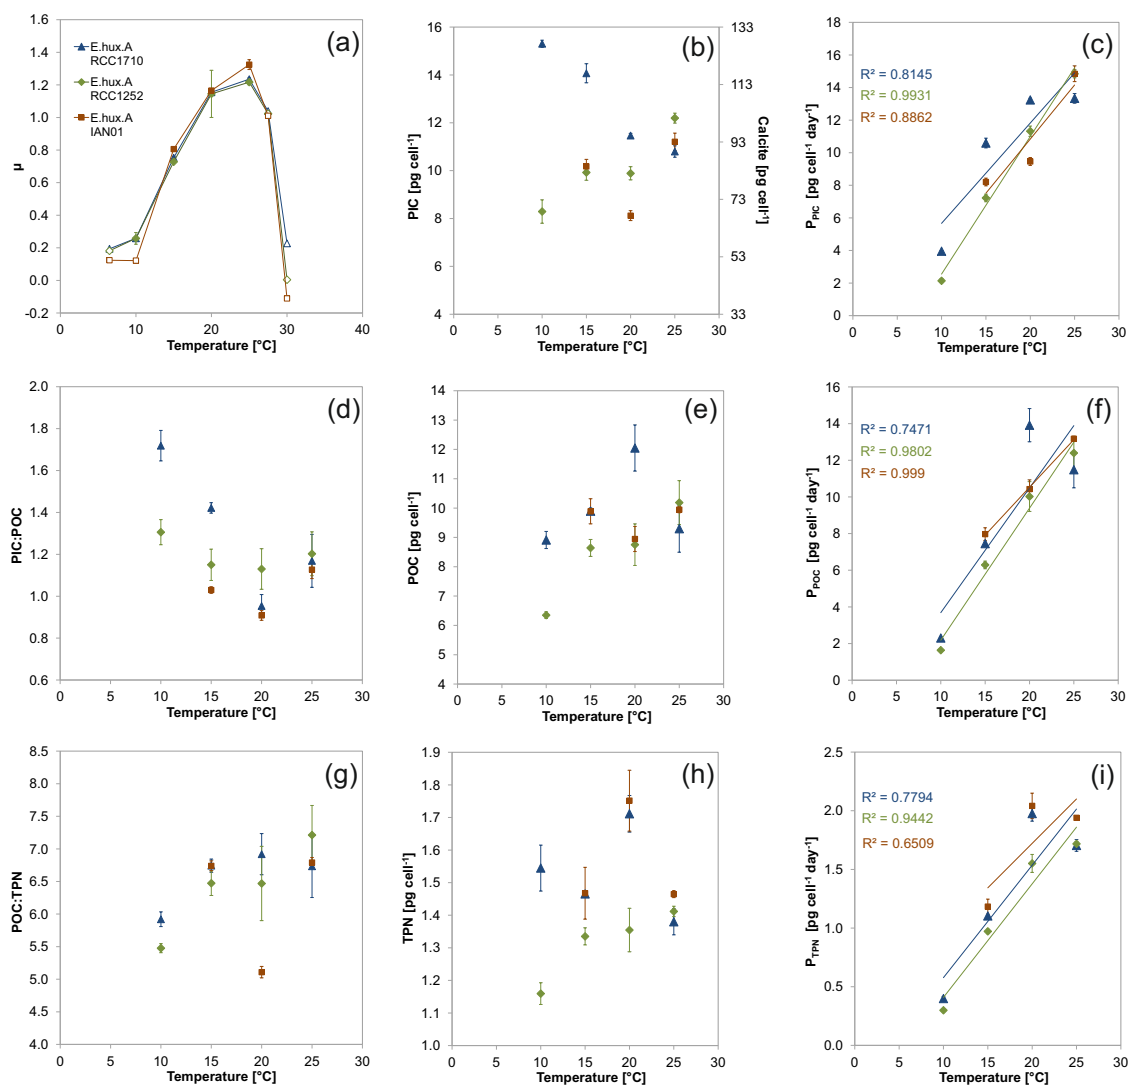 (a)
E.hux.A
RCC1710
E.hux.A
RCC1252
E.hux.A
IAN01
1.6
1.4
1.2
1.0
0.8
0.6
0.4
0.2
0.0
-0.2
µ
0 10 20 30 40
Temperature [°C]
(b)
16
14
12
10
8
6
4
PIC [pg cell⁻¹]
133
113
93
73
53
33
Calcite
[pg cell⁻¹]
0 5 10 15 20 25 30
Temperature [°C]
(c)
R² = 0.8145
R² = 0.9931
R² = 0.8862
18
16
14
12
10
8
6
4
2
0
P_PIC [pg cell⁻¹ day⁻¹]
0 5 10 15 20 25 30
Temperature [°C]
(d)
2.0
1.8
1.6
1.4
1.2
1.0
0.8
0.6
PIC:POC
0 5 10 15 20 25 30
Temperature [°C]
(e)
14
13
12
11
10
9
8
7
6
5
4
POC [pg cell⁻¹]
0 5 10 15 20 25 30
Temperature [°C]
(f)
R² = 0.7471
R² = 0.9802
R² = 0.999
16
14
12
10
8
6
4
2
0
P_POC [pg cell⁻¹ day⁻¹]
0 5 10 15 20 25 30
Temperature [°C]
(g)
8.5
8.0
7.5
7.0
6.5
6.0
5.5
5.0
4.5
4.0
POC:TPN
0 5 10 15 20 25 30
Temperature [°C]
(h)
1.9
1.8
1.7
1.6
1.5
1.4
1.3
1.2
1.1
1.0
TPN [pg cell⁻¹]
0 5 10 15 20 25 30
Temperature [°C]
(i)
R² = 0.7794
R² = 0.9442
R² = 0.6509
2.5
2.0
1.5
1.0
0.5
0.0
P_TPN [pg cell⁻¹ day⁻¹]
0 5 10 15 20 25 30
Temperature [°C]